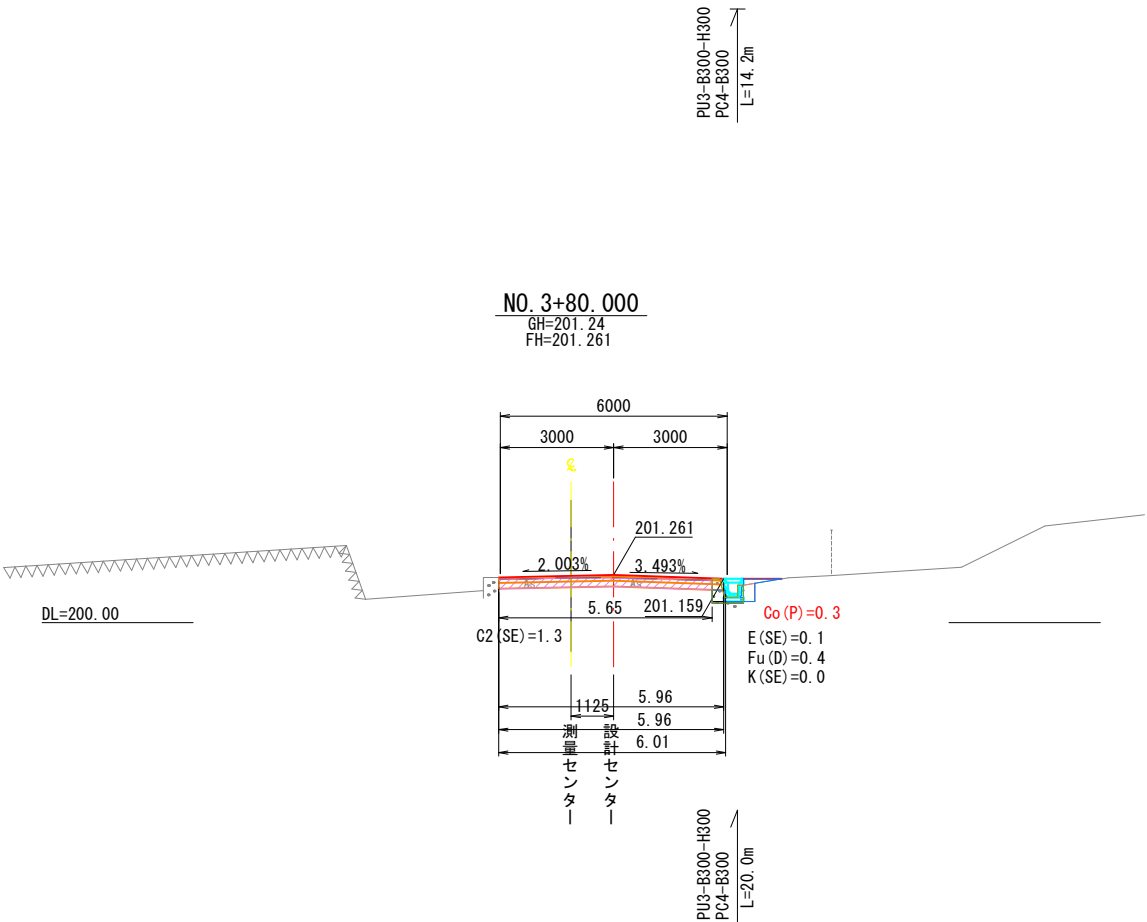 PU3-B300-H300
PC4-B300
L=14.2m
NO.3+80.000
GH=201.24
FH=201.261
6000
3000
3000
201.261
2.003%
3.493%
DL=200.00
5.65
201.159
Co(P)=0.3
C2(SE)=1.3
E(SE)=0.1
Fu(D)=0.4
K(SE)=0.0
5.96
1125
5.96
6.01
測量センター
設計センター
PU3-B300-H300
PC4-B300
L=20.0m